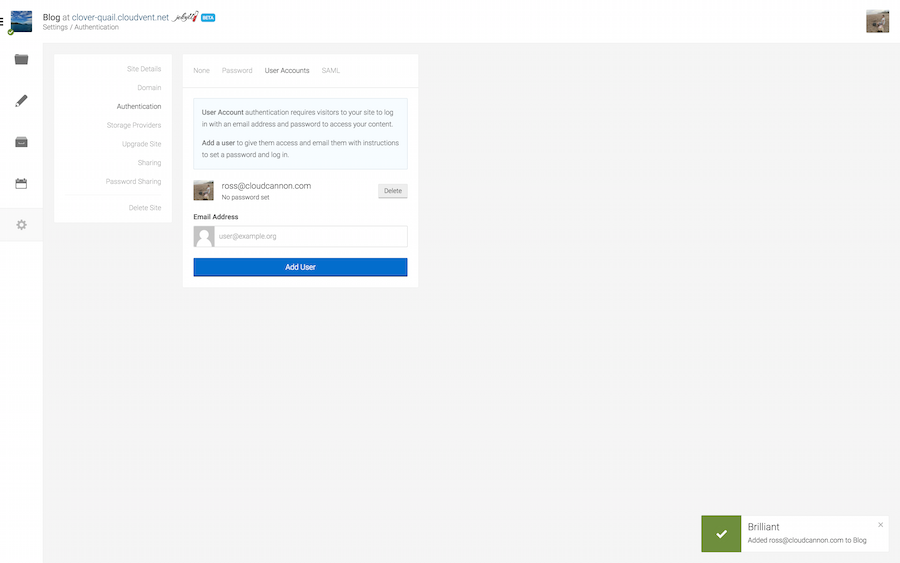 Blog at clover-quail.cloudvent.net jekyll BETA
Settings / Authentication
Site Details
Domain
Authentication
Storage Providers
Upgrade Site
Sharing
Password Sharing
Delete Site
None Password User Accounts SAML
User Account authentication requires visitors to your site to log
in with an email address and password to access your content.
Add a user to give them access and email them with instructions
to set a password and log in.
ross@cloudcannon.com
No password set
Delete
Email Address
user@example.org
Add User
Brilliant
Added ross@cloudcannon.com to Blog